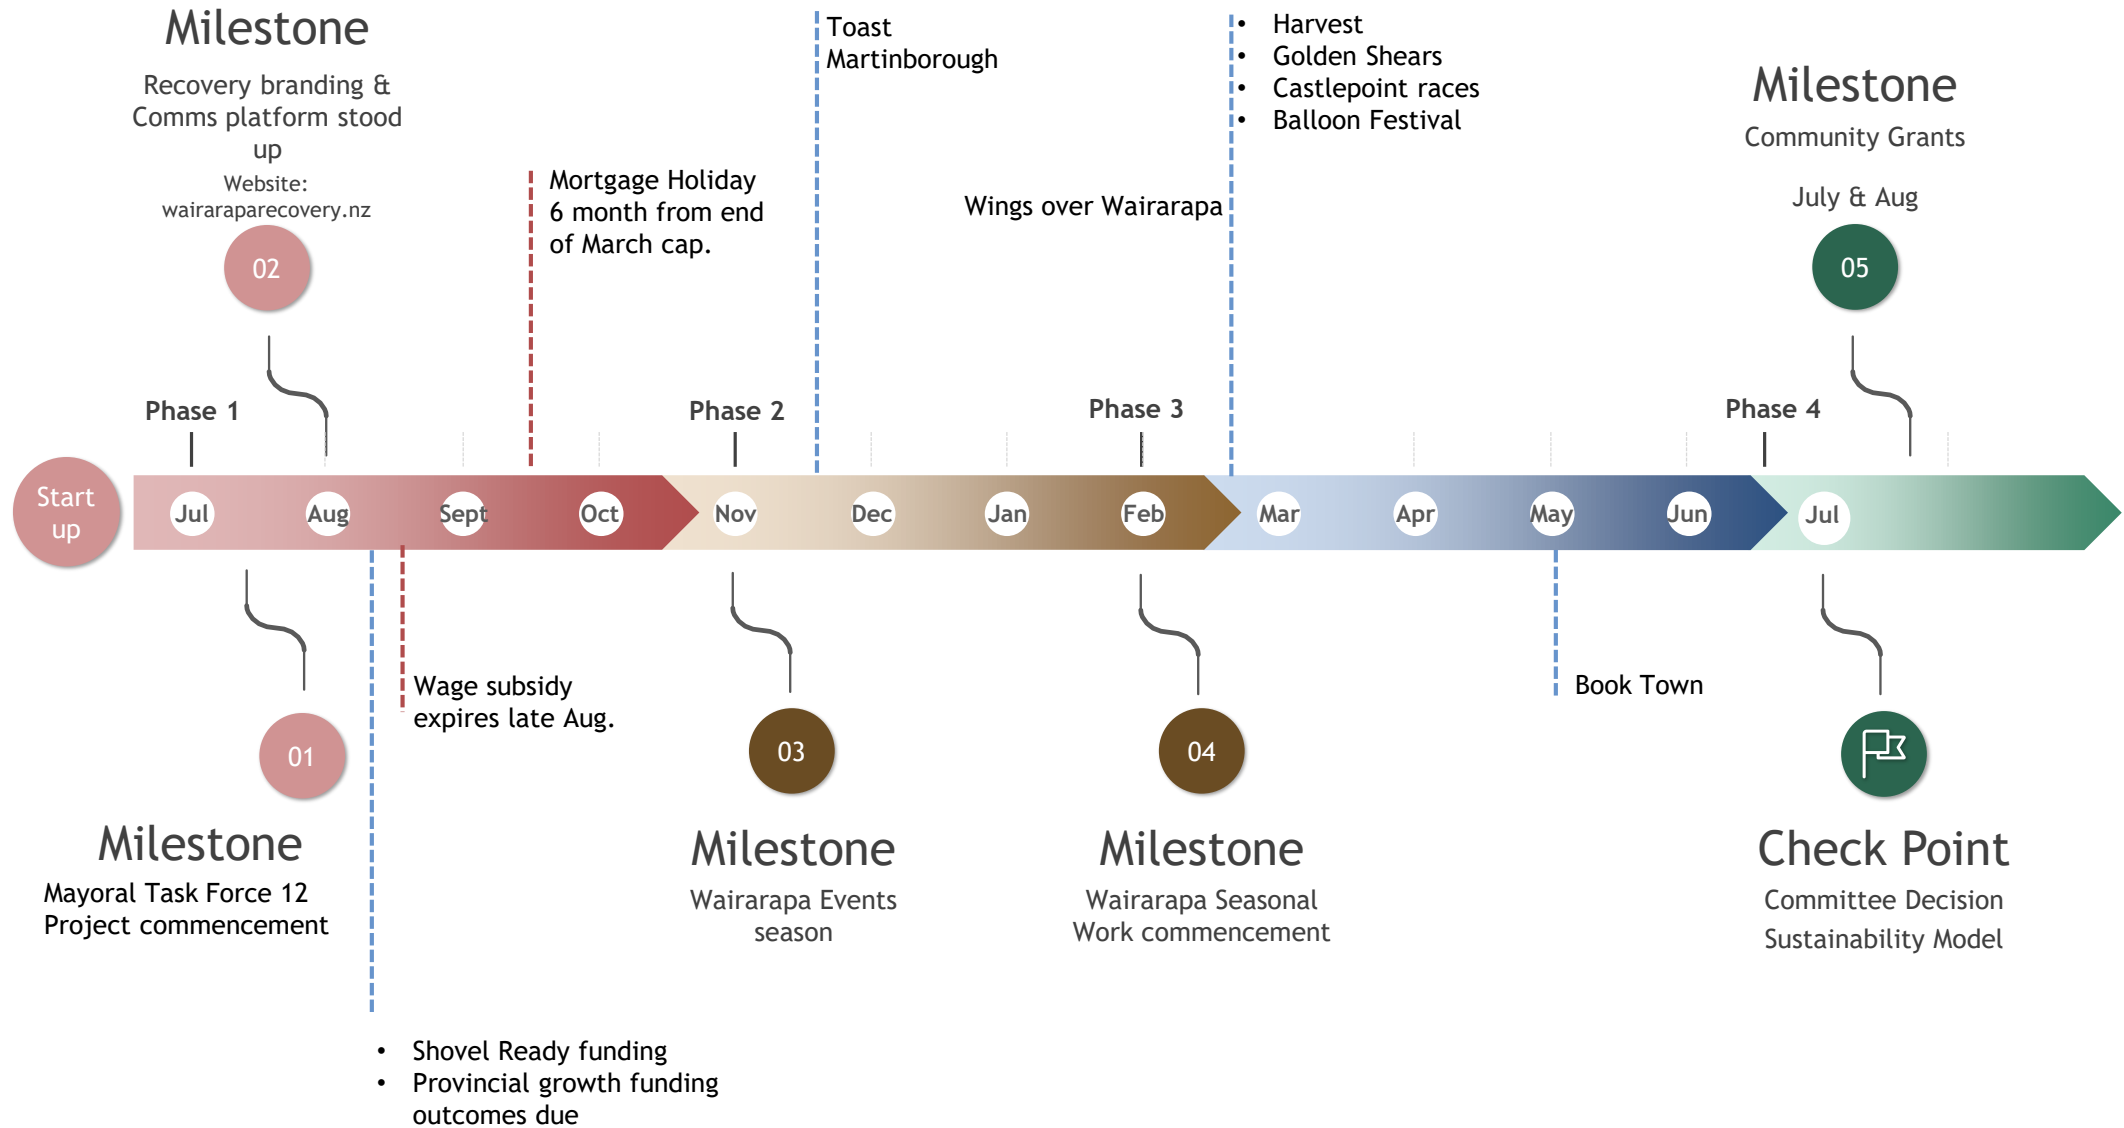 Milestone
Recovery branding &
Comms platform stood
up
Website:
wairaraparecovery.nz
02
Toast
Martinborough
• Harvest
• Golden Shears
• Castlepoint races
• Balloon Festival
Milestone
Community Grants
July & Aug
05
Mortgage Holiday
6 month from end
of March cap.
Wings over Wairarapa
Phase 1
Phase 2
Phase 3
Phase 4
Start
up
Jul
Aug
Sept
Oct
Nov
Dec
Jan
Feb
Mar
Apr
May
Jun
Jul
Wage subsidy
expires late Aug.
Book Town
01
03
04
Milestone
Mayoral Task Force 12
Project commencement
Milestone
Wairarapa Events
season
Milestone
Wairarapa Seasonal
Work commencement
Check Point
Committee Decision
Sustainability Model
• Shovel Ready funding
• Provincial growth funding
outcomes due